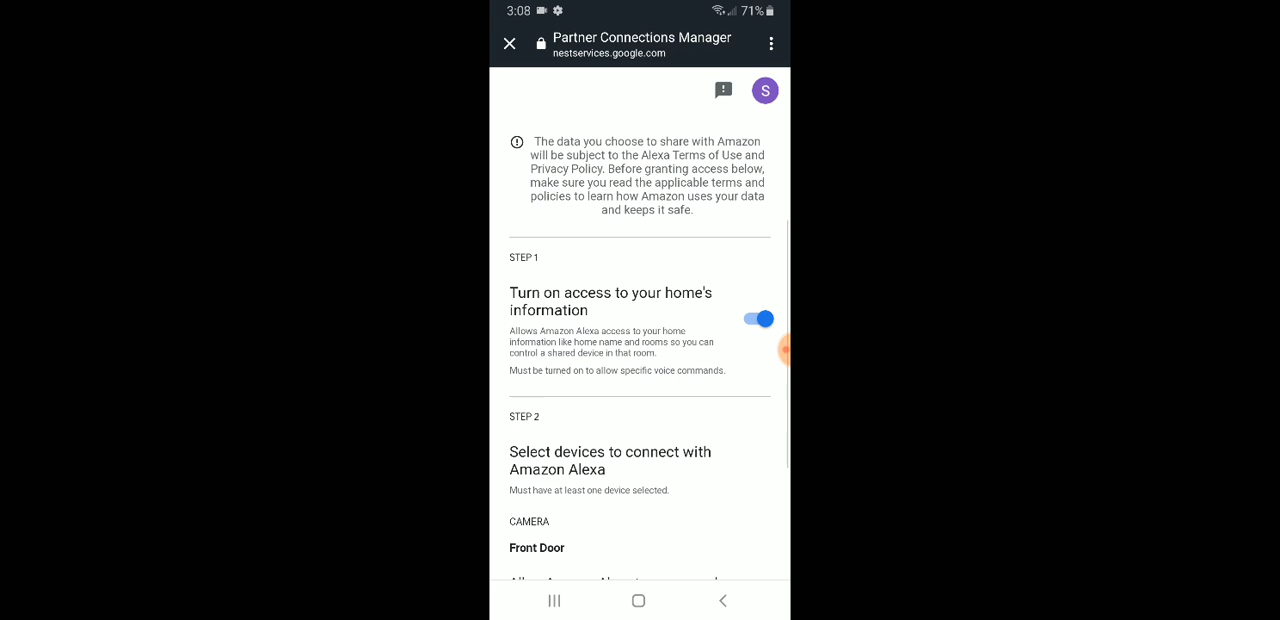 3:08
71%
Partner Connections Manager
nestservices.google.com
S
The data you choose to share with Amazon
will be subject to the Alexa Terms of Use and
Privacy Policy. Before granting access below,
make sure you read the applicable terms and
policies to learn how Amazon uses your data
and keeps it safe.
STEP 1
Turn on access to your home's
information
Allows Amazon Alexa access to your home
information like home name and rooms so you can
control a shared device in that room.
Must be turned on to allow specific voice commands.
STEP 2
Select devices to connect with
Amazon Alexa
Must have at least one device selected.
CAMERA
Front Door